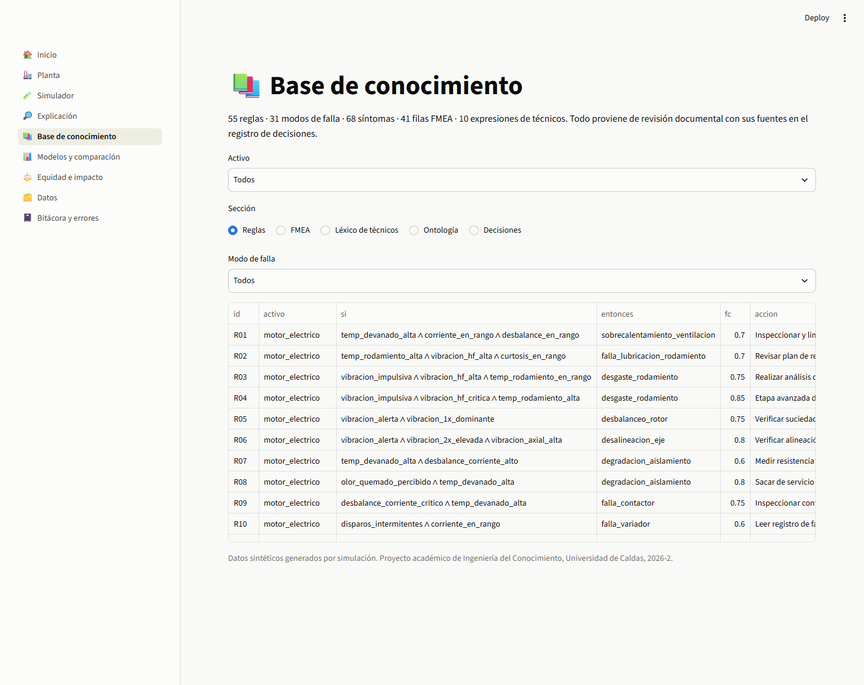 Deploy
Inicio
Planta
Simulador
Explicación
Base de conocimiento
Modelos y comparación
Equidad e impacto
Datos
Bitácora y errores
Base de conocimiento
55 reglas · 31 modos de falla · 68 síntomas · 41 filas FMEA · 10 expresiones de técnicos. Todo proviene de revisión documental con sus fuentes en el
registro de decisiones.
Activo
Todos
Sección
Reglas FMEA Léxico de técnicos Ontología Decisiones
Modo de falla
Todos
id activo si entonces fc accion
R01 motor_electrico temp_devanado_alta ∧ corriente_en_rango ∧ desbalance_en_rango sobrecalentamiento_ventilacion 0.7 Inspeccionar y lim
R02 motor_electrico temp_rodamiento_alta ∧ vibracion_hf_alta ∧ curtosis_en_rango falla_lubricacion_rodamiento 0.7 Revisar plan de re
R03 motor_electrico vibracion_impulsiva ∧ vibracion_hf_alta ∧ temp_rodamiento_en_rango desgaste_rodamiento 0.75 Realizar análisis d
R04 motor_electrico vibracion_impulsiva ∧ vibracion_hf_critica ∧ temp_rodamiento_alta desgaste_rodamiento 0.85 Etapa avanzada d
R05 motor_electrico vibracion_alerta ∧ vibracion_1x_dominante desbalanceo_rotor 0.75 Verificar suciedad
R06 motor_electrico vibracion_alerta ∧ vibracion_2x_elevada ∧ vibracion_axial_alta desalineacion_eje 0.8 Verificar alineació
R07 motor_electrico temp_devanado_alta ∧ desbalance_corriente_alto degradacion_aislamiento 0.6 Medir resistencia
R08 motor_electrico olor_quemado_percibido ∧ temp_devanado_alta degradacion_aislamiento 0.8 Sacar de servicio
R09 motor_electrico desbalance_corriente_critico ∧ temp_devanado_alta falla_contactor 0.75 Inspeccionar con
R10 motor_electrico disparos_intermitentes ∧ corriente_en_rango falla_variador 0.6 Leer registro de fa
Datos sintéticos generados por simulación. Proyecto académico de Ingeniería del Conocimiento, Universidad de Caldas, 2026-2.